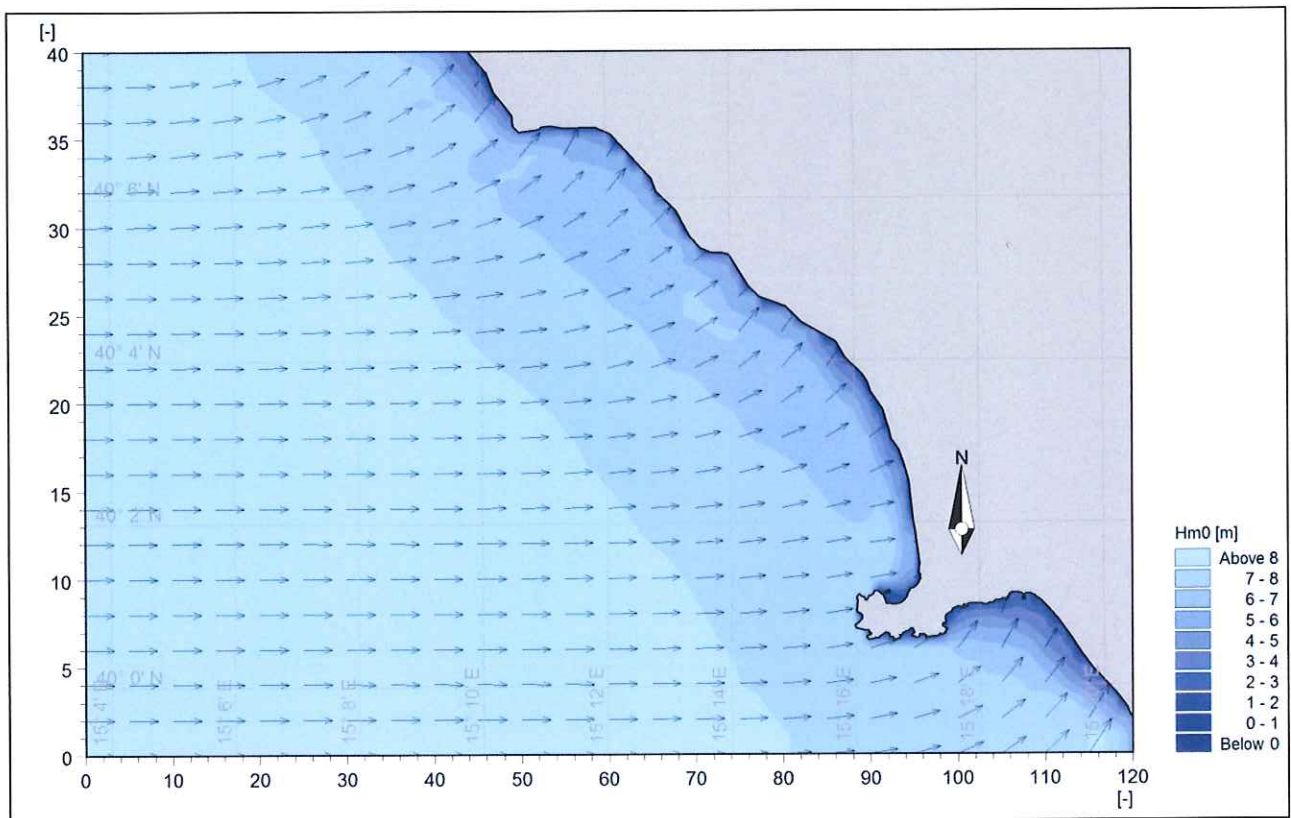 [-]
40
35
30
25
20
15
10
5
0
40° 6' N
40° 4' N
40° 2' N
40° 0' N
15° 4' E
15° 6' E
15° 8' E
15° 10' E
15° 12' E
15° 14' E
15° 16' E
15° 18' E
N
0 10 20 30 40 50 60 70 80 90 100 110 120
[-]
Hm0 [m]
Above 8
7 - 8
6 - 7
5 - 6
4 - 5
3 - 4
2 - 3
1 - 2
0 - 1
Below 0